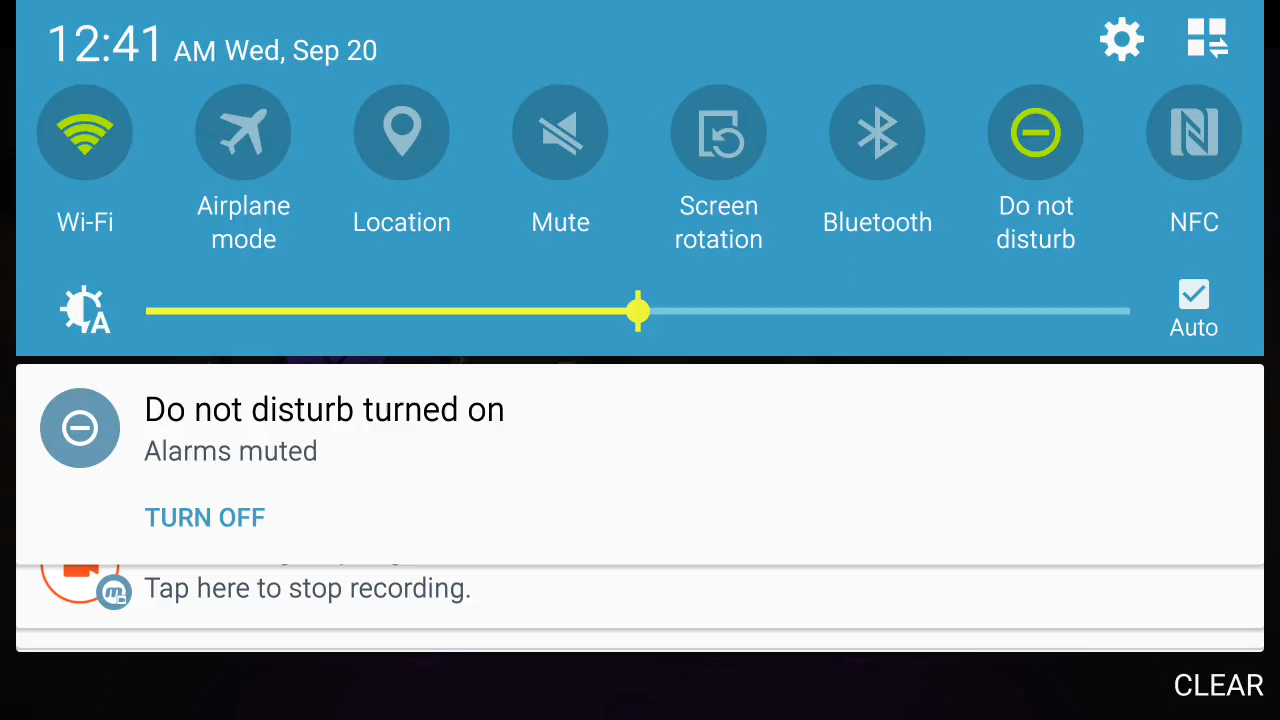 12:41 AM Wed, Sep 20
Wi-Fi
Airplane
mode
Location
Mute
Screen
rotation
Bluetooth
Do not
disturb
NFC
A
Auto
Do not disturb turned on
Alarms muted
TURN OFF
Tap here to stop recording.
CLEAR